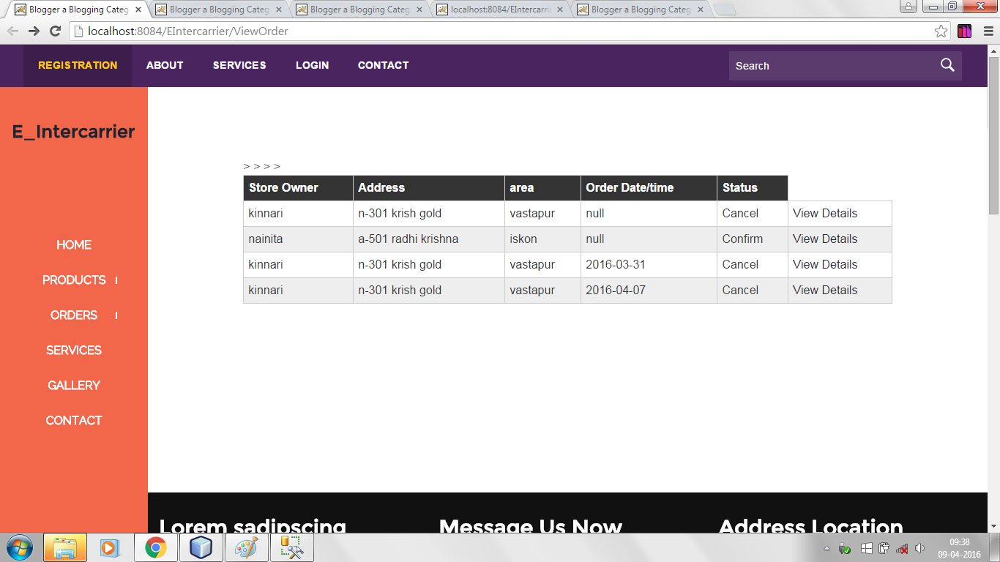 Blogger a Blogging Categ
Blogger a Blogging Categ
Blogger a Blogging Categ
localhost:8084/EIntercarrie
Blogger a Blogging Categ
localhost:8084/EIntercarrier/ViewOrder
REGISTRATION ABOUT SERVICES LOGIN CONTACT Search
E_Intercarrier
HOME
PRODUCTS
ORDERS
SERVICES
GALLERY
CONTACT
> > > >
Store Owner Address area Order Date/time Status
kinnari n-301 krish gold vastapur null Cancel View Details
nainita a-501 radhi krishna iskon null Confirm View Details
kinnari n-301 krish gold vastapur 2016-03-31 Cancel View Details
kinnari n-301 krish gold vastapur 2016-04-07 Cancel View Details
Lorem sadipscing Message Us Now Address Location
09:38
09-04-2016